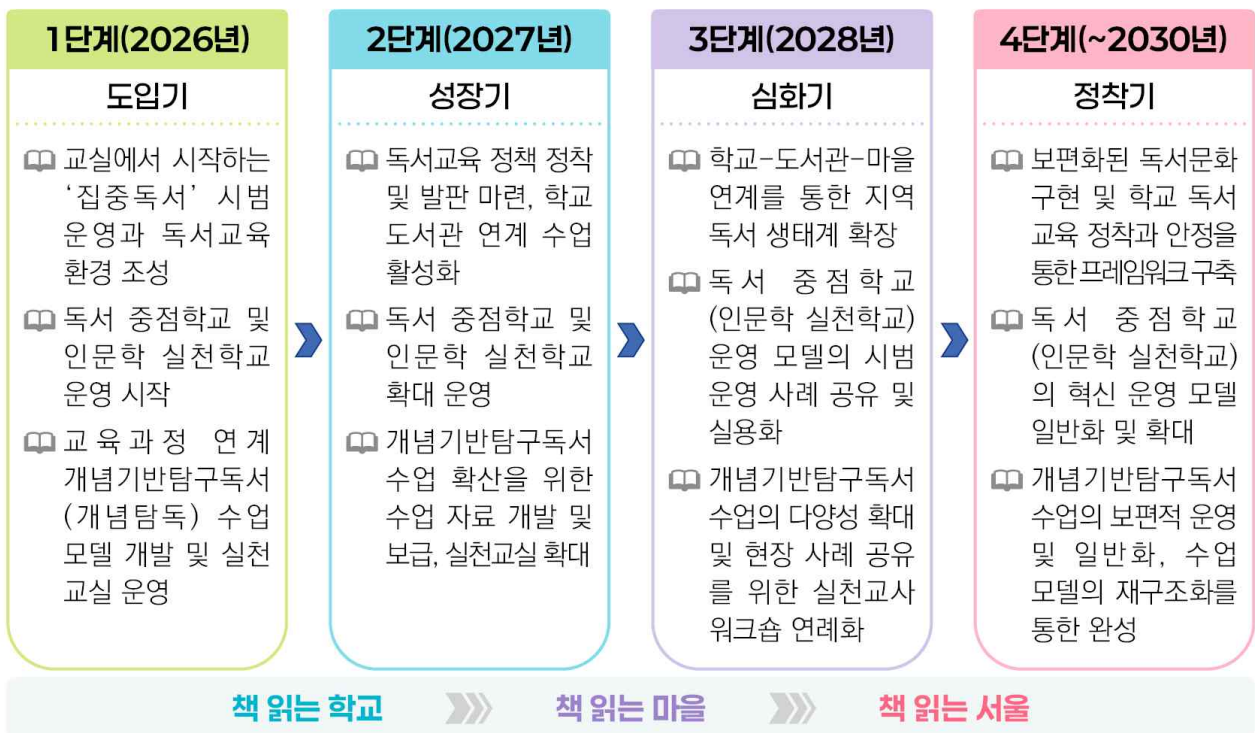 1단계(2026년)
도입기
교실에서 시작하는
‘집중독서’ 시범
운영과 독서교육
환경 조성
독서 중점학교 및
인문학 실천학교
운영 시작
교육과정 연계
개념기반탐구독서
(개념탐독) 수업
모델 개발 및 실천
교실 운영
2단계(2027년)
성장기
독서교육 정책 정착
및 발판 마련, 학교
도서관 연계 수업
활성화
독서 중점학교 및
인문학 실천학교
확대 운영
개념기반탐구독서
수업 확산을 위한
수업 자료 개발 및
보급, 실천교실 확대
3단계(2028년)
심화기
학교-도서관-마을
연계를 통한 지역
독서 생태계 확장
독서 중점학교
(인문학 실천학교)
운영 모델의 시범
운영 사례 공유 및
실용화
개념기반탐구독서
수업의 다양성 확대
및 현장 사례 공유
를 위한 실천교사
워크숍 연례화
4단계(~2030년)
정착기
보편화된 독서문화
구현 및 학교 독서
교육 정착과 안정을
통한 프레임워크 구축
독서 중점학교
(인문학 실천학교)
의 혁신 운영 모델
일반화 및 확대
개념기반탐구독서
수업의 보편적 운영
및 일반화, 수업
모델의 재구조화를
통한 완성
책 읽는 학교
책 읽는 마을
책 읽는 서울